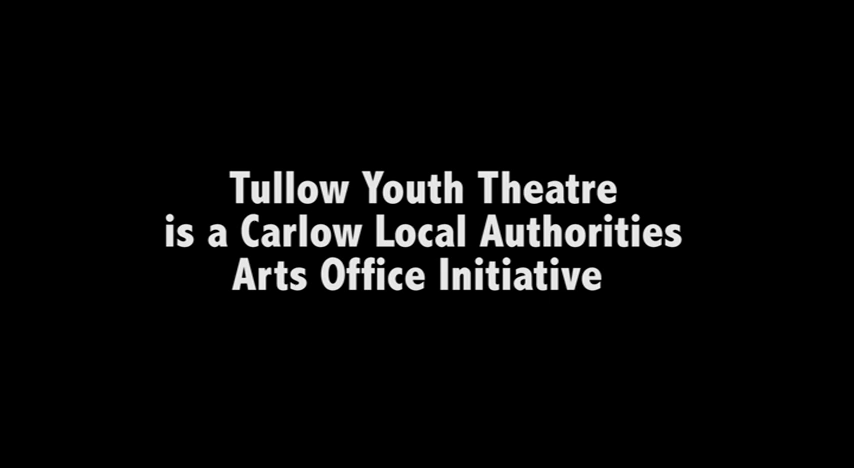 Tullow Youth Theatre
is a Carlow Local Authorities
Arts Office Initiative